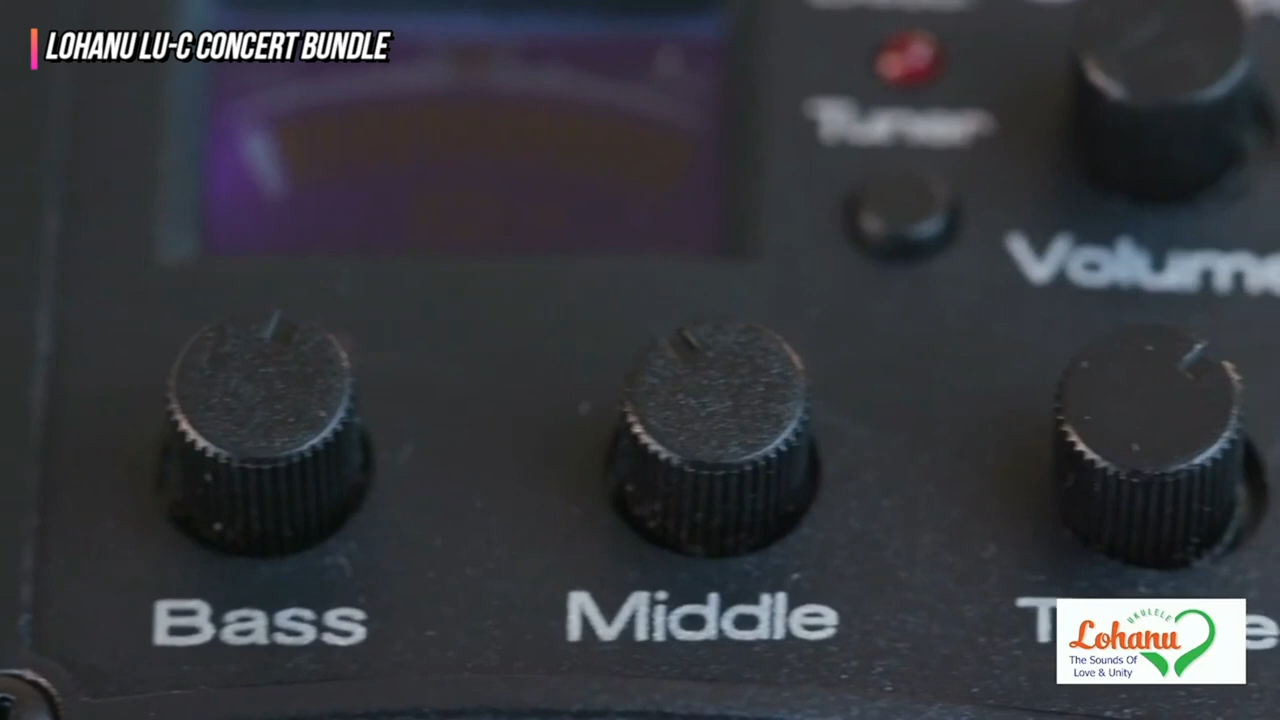 LOHANU LU-C CONCERT BUNDLE
Tuner
Volume
Bass
Middle
UKULELE
Lohanu
The Sounds Of
Love & Unity